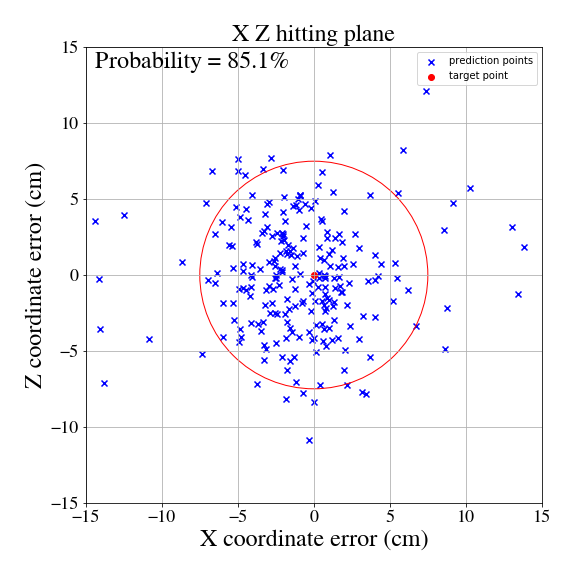 X Z hitting plane
Probability = 85.1%
prediction points
target point
15
10
5
0
−5
−10
−15
Z coordinate error (cm)
−15 −10 −5 0 5 10 15
X coordinate error (cm)